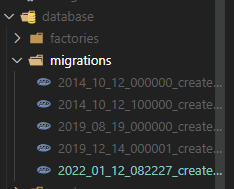 database
factories
migrations
2014_10_12_000000_create...
2014_10_12_100000_create...
2019_08_19_000000_create...
2019_12_14_000001_create...
2022_01_12_082227_create...